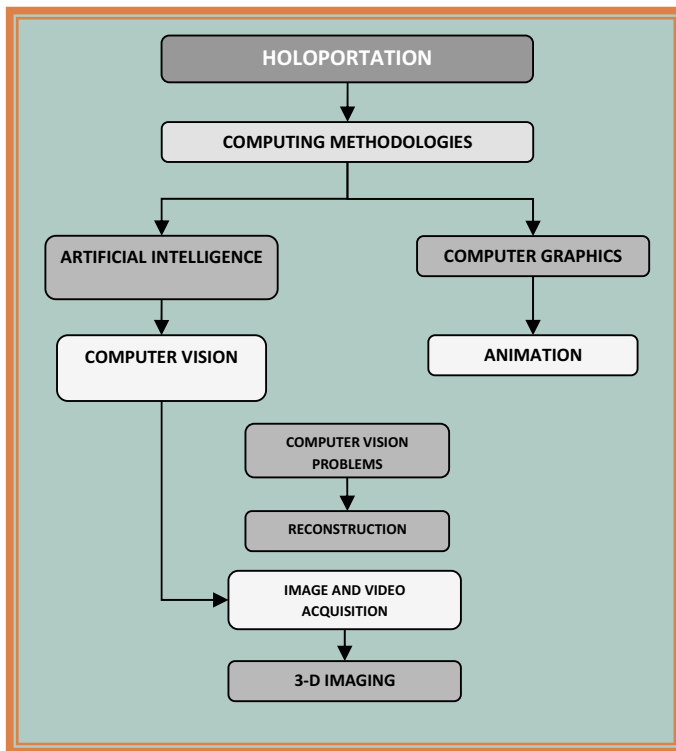 HOLOPORTATION
COMPUTING METHODOLOGIES
ARTIFICIAL INTELLIGENCE
COMPUTER GRAPHICS
COMPUTER VISION
ANIMATION
COMPUTER VISION
PROBLEMS
RECONSTRUCTION
IMAGE AND VIDEO
ACQUISITION
3-D IMAGING